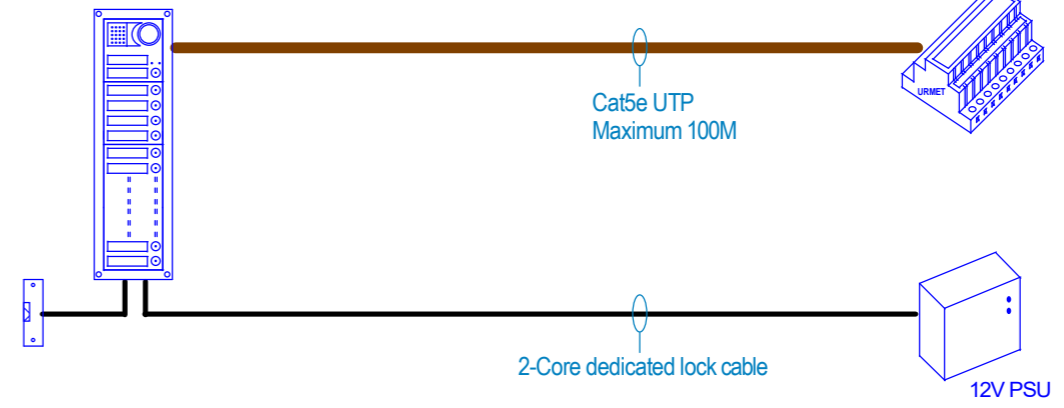 URMET
Cat5e UTP
Maximum 100M
2-Core dedicated lock cable
12V PSU